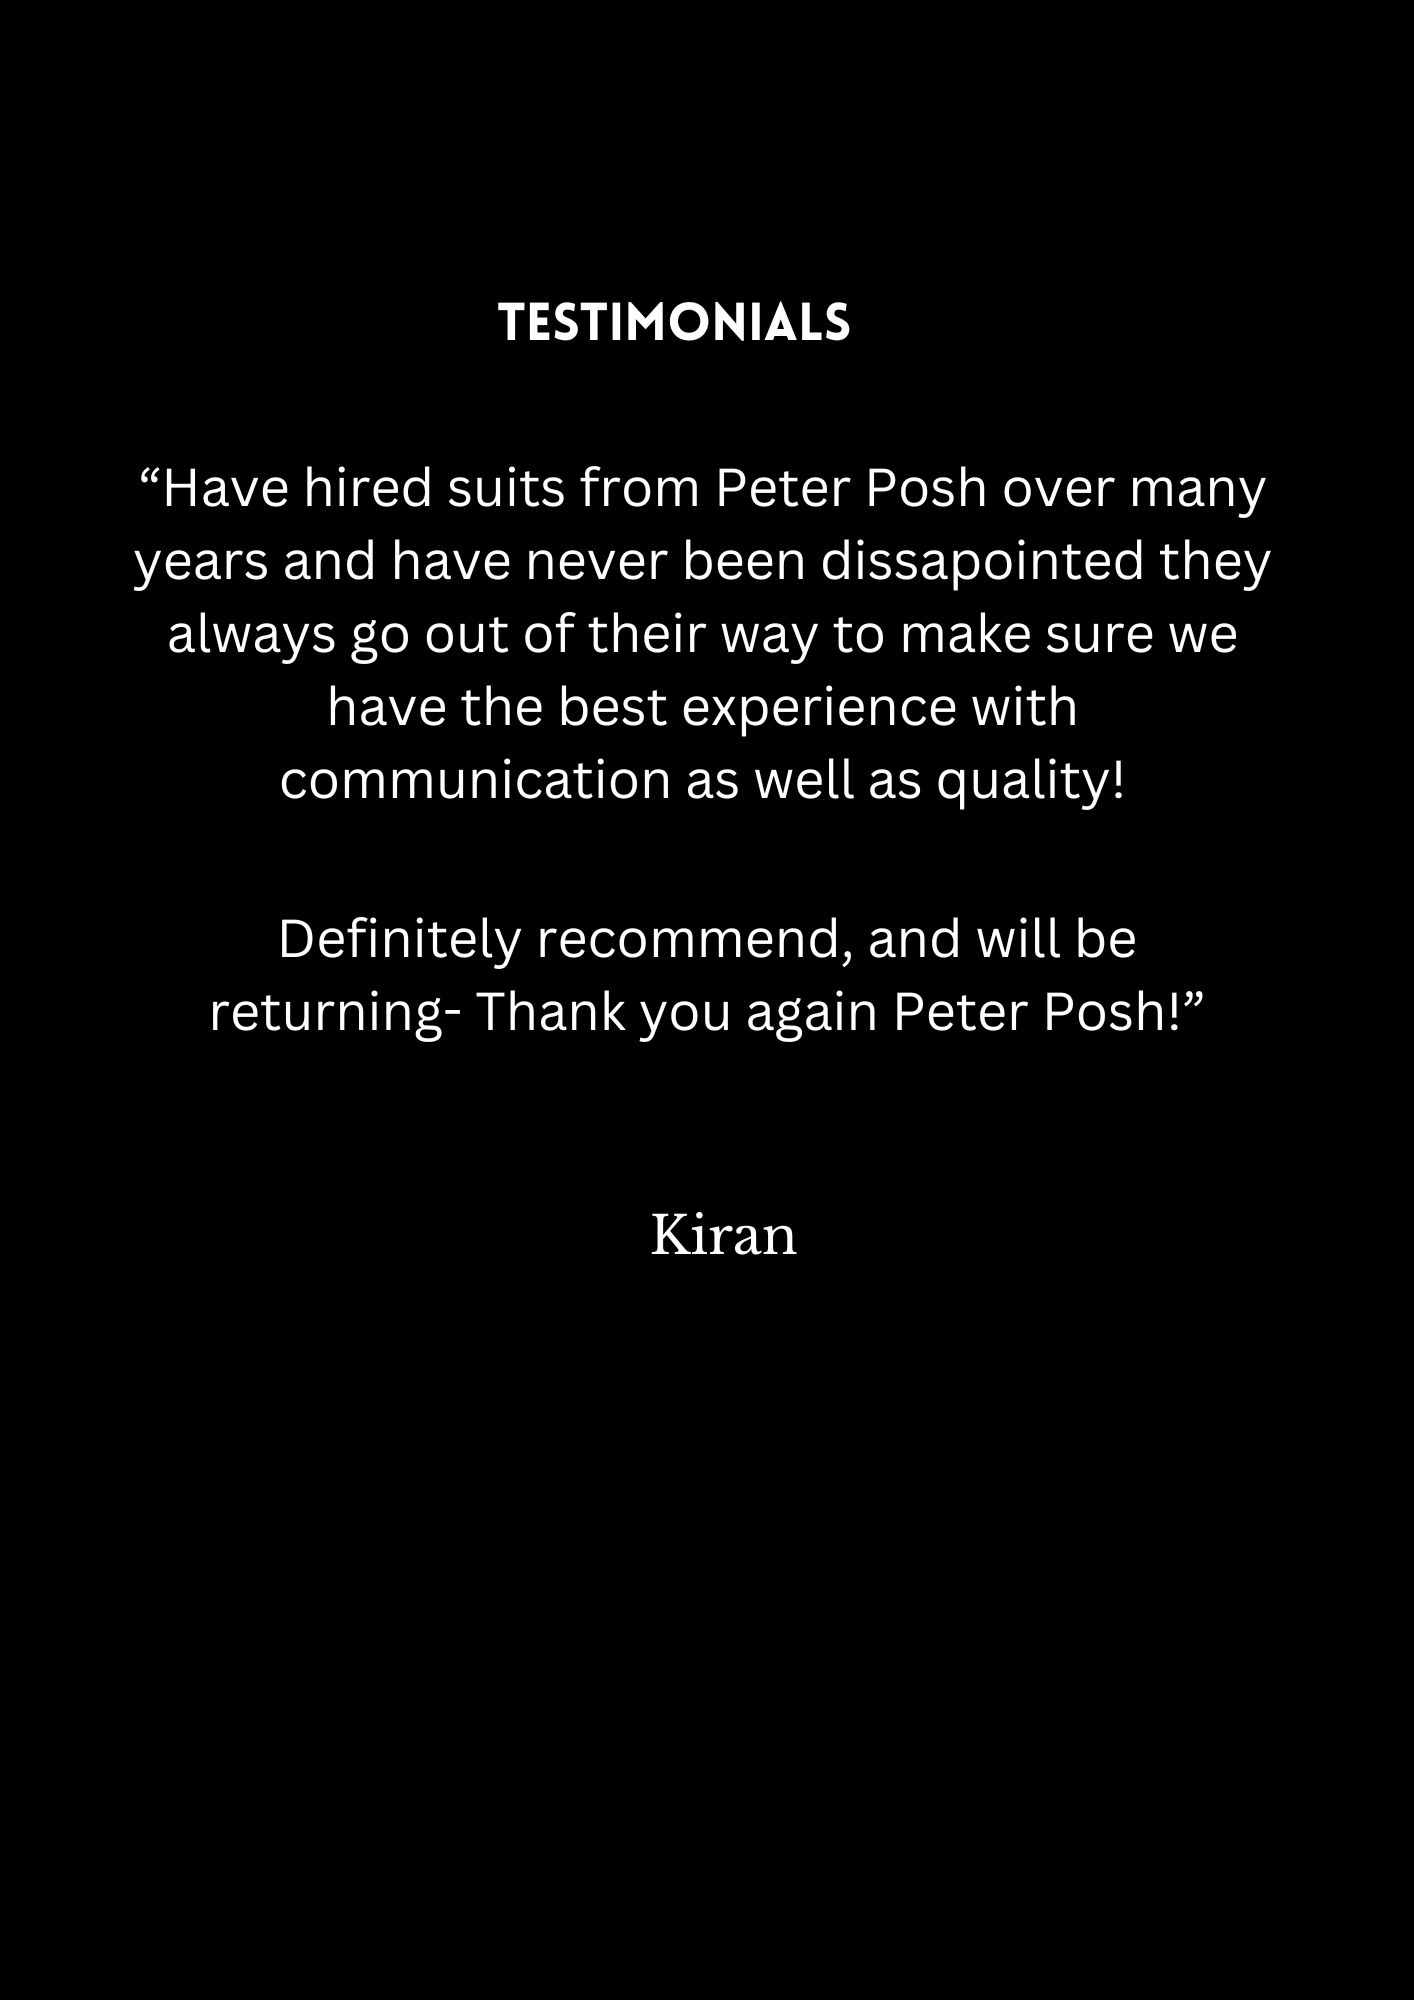 TESTIMONIALS
“Have hired suits from Peter Posh over many
years and have never been dissapointed they
always go out of their way to make sure we
have the best experience with
communication as well as quality!
Definitely recommend, and will be
returning- Thank you again Peter Posh!”
Kiran